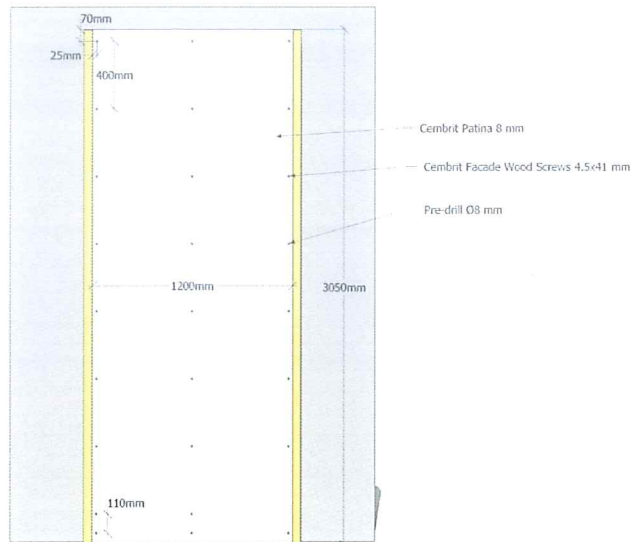 70mm
25mm
400mm
Cembrit Patina 8 mm
Cembrit Facade Wood Screws 4.5x41 mm
Pre-drill Ø8 mm
1200mm
3050mm
110mm